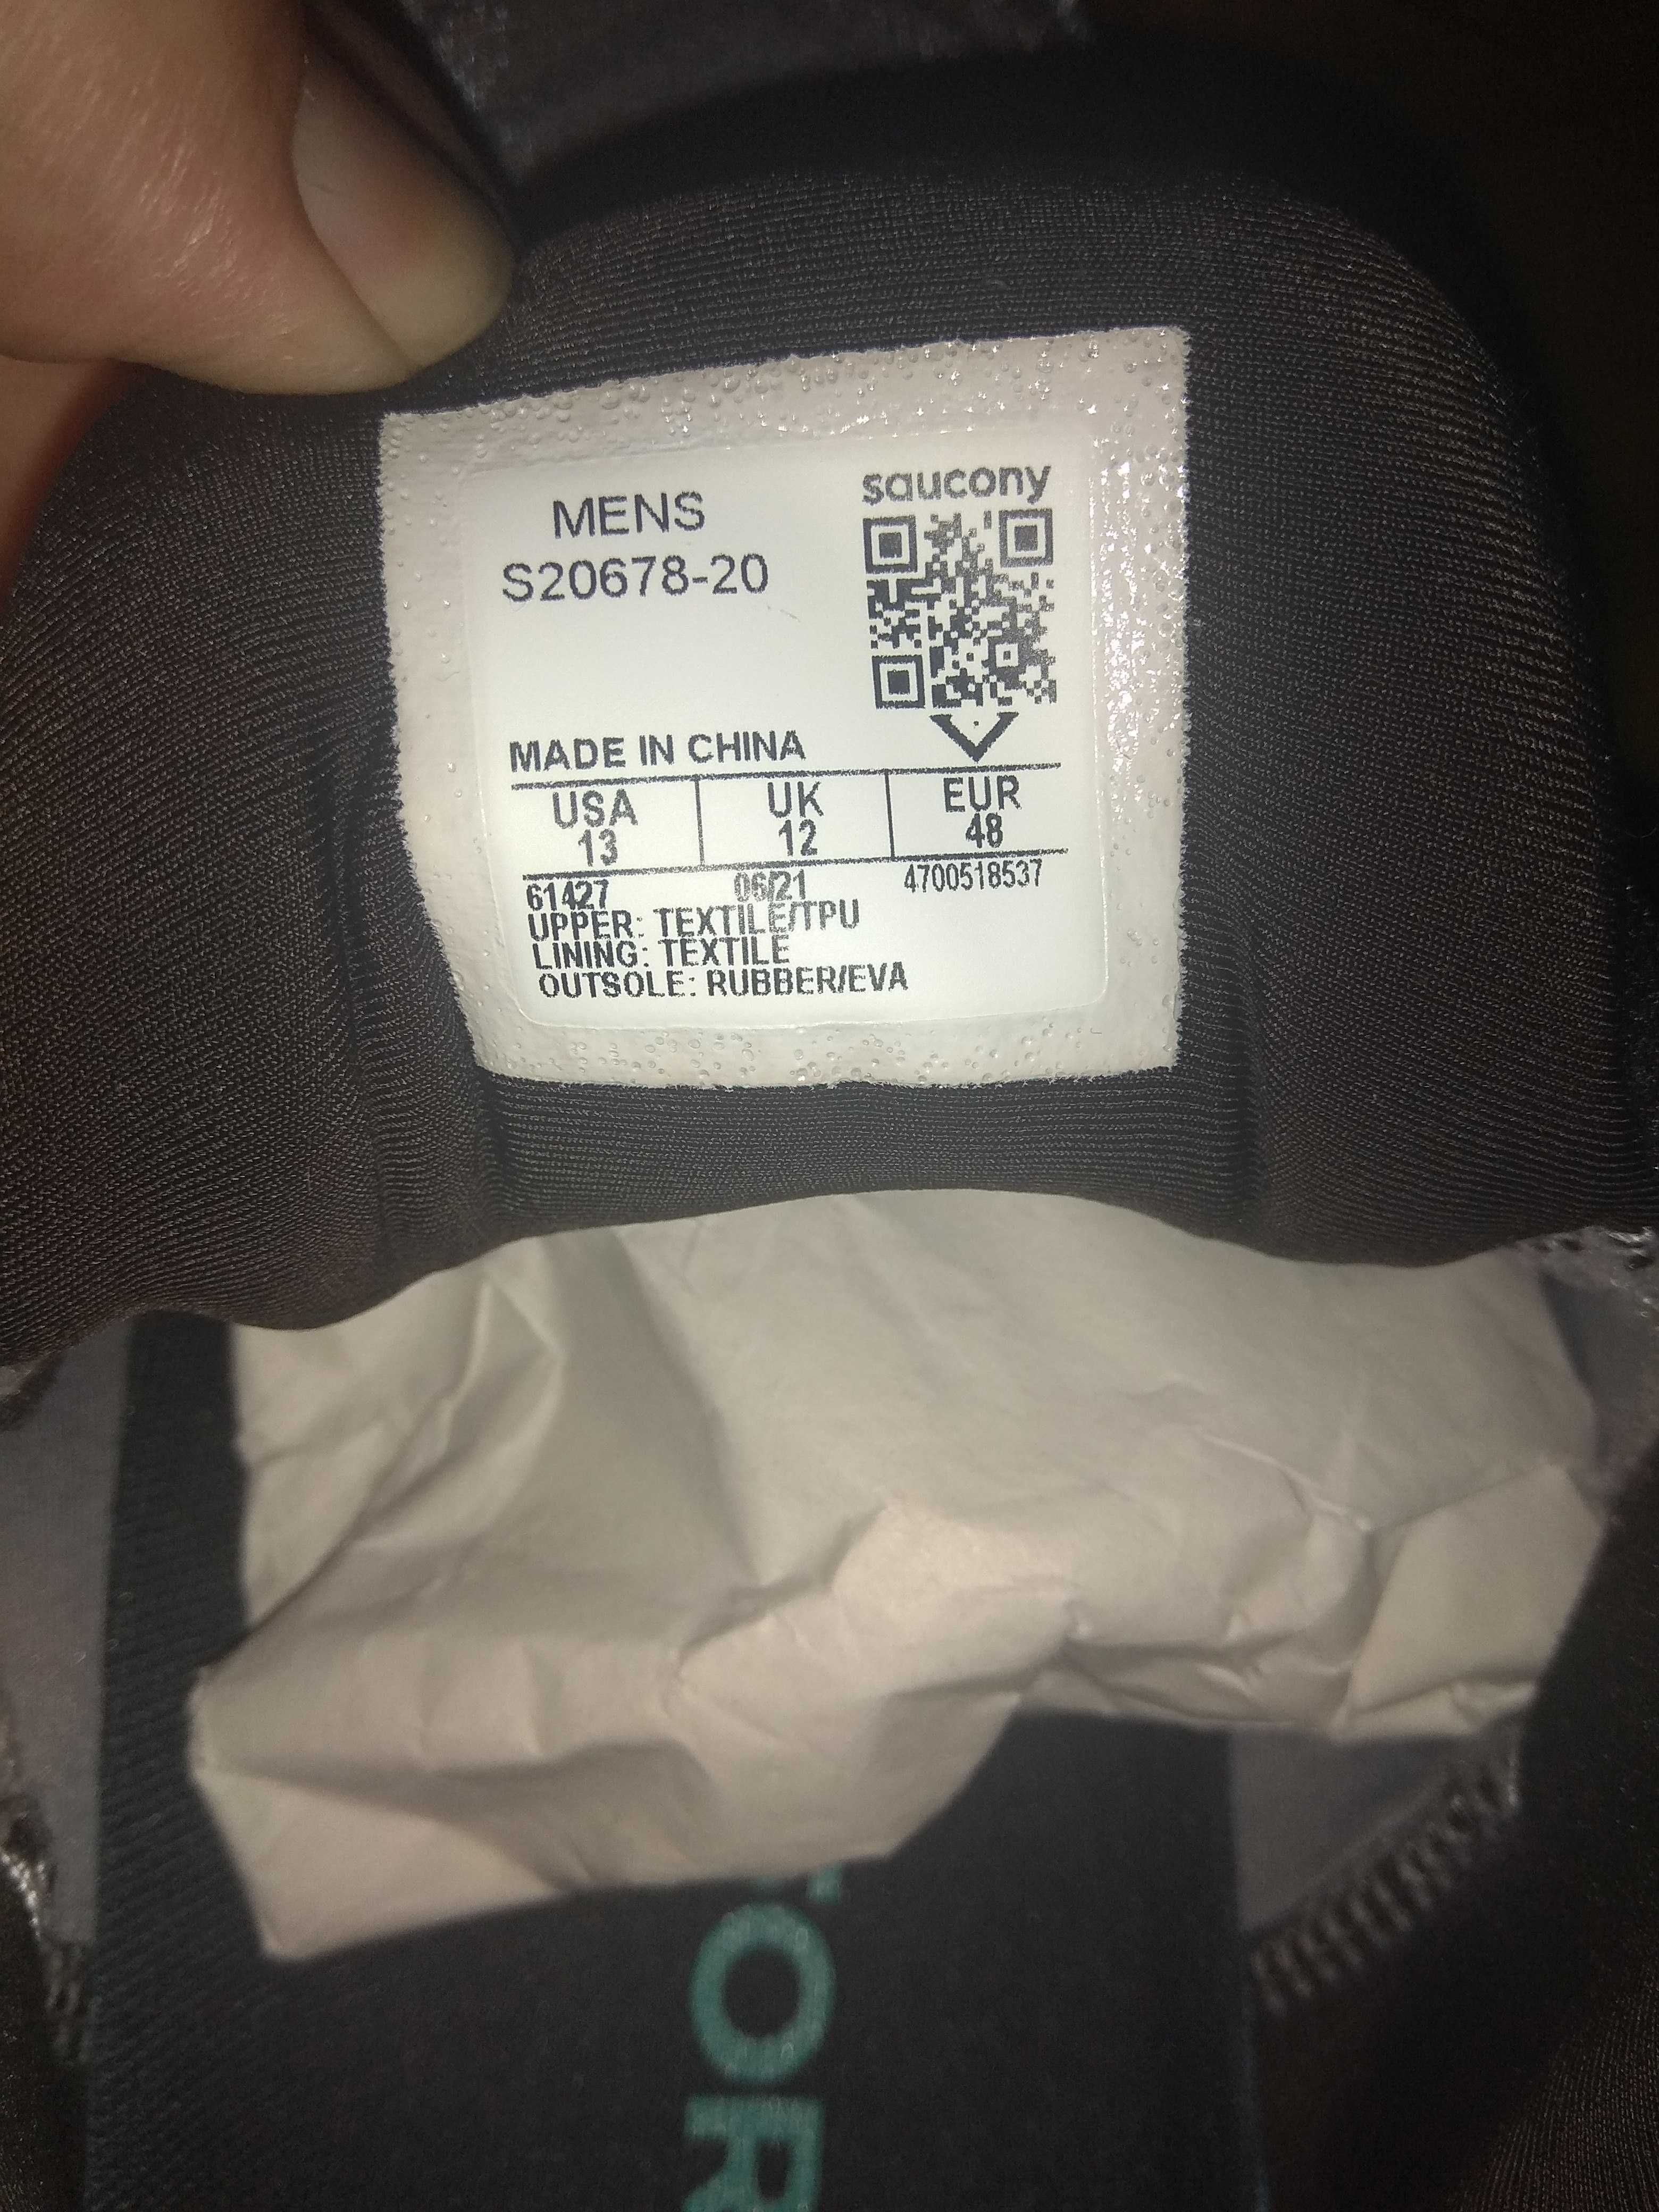 saucony
MENS
S20678-20
MADE IN CHINA
USA UK EUR
13 12 48
61427 06/21 4700518537
UPPER: TEXTILE/TPU
LINING: TEXTILE
OUTSOLE: RUBBER/EVA
OR